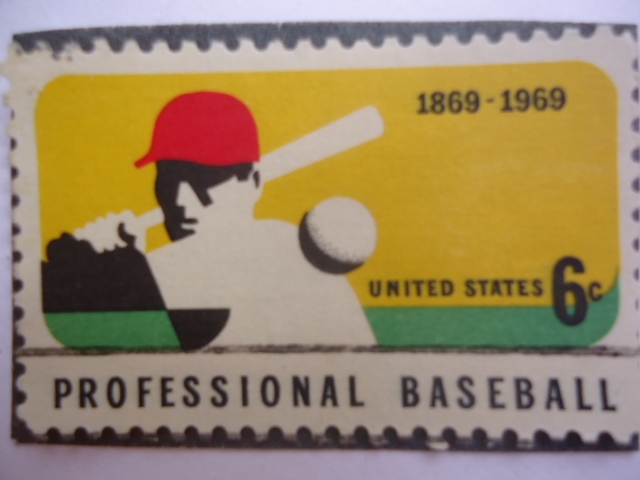 1869-1969
UNITED STATES 6c
PROFESSIONAL BASEBALL